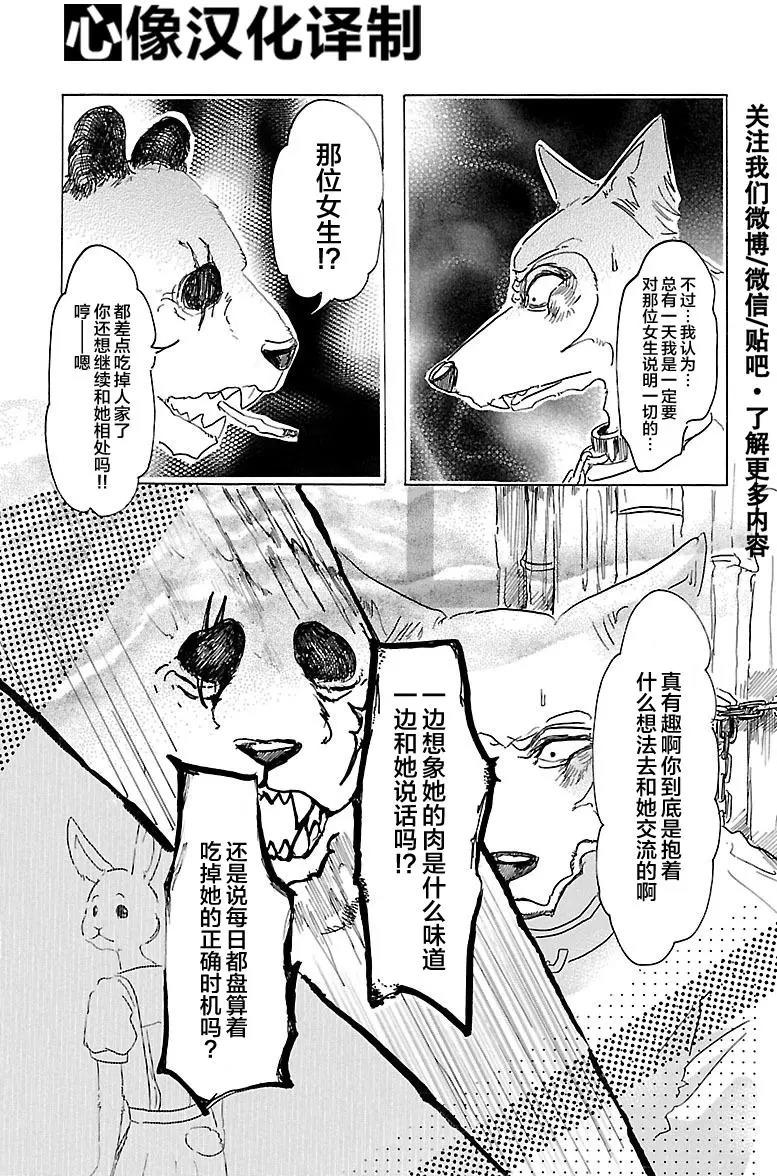 心像汉化译制
关注我们微博/微信/贴吧·了解更多内容
不过…我认为…
总有一天我是一定要
对那位女生说明一切的…
那位女生!?
都差点吃掉人家了
你还想继续和她相处吗!!
哼——嗯
真有趣啊你到底是抱着
什么想法去和她交流的啊
一边想象她的肉是什么味道
一边和她说话吗!?
还是说每日都盘算着
吃掉她的正确时机吗？